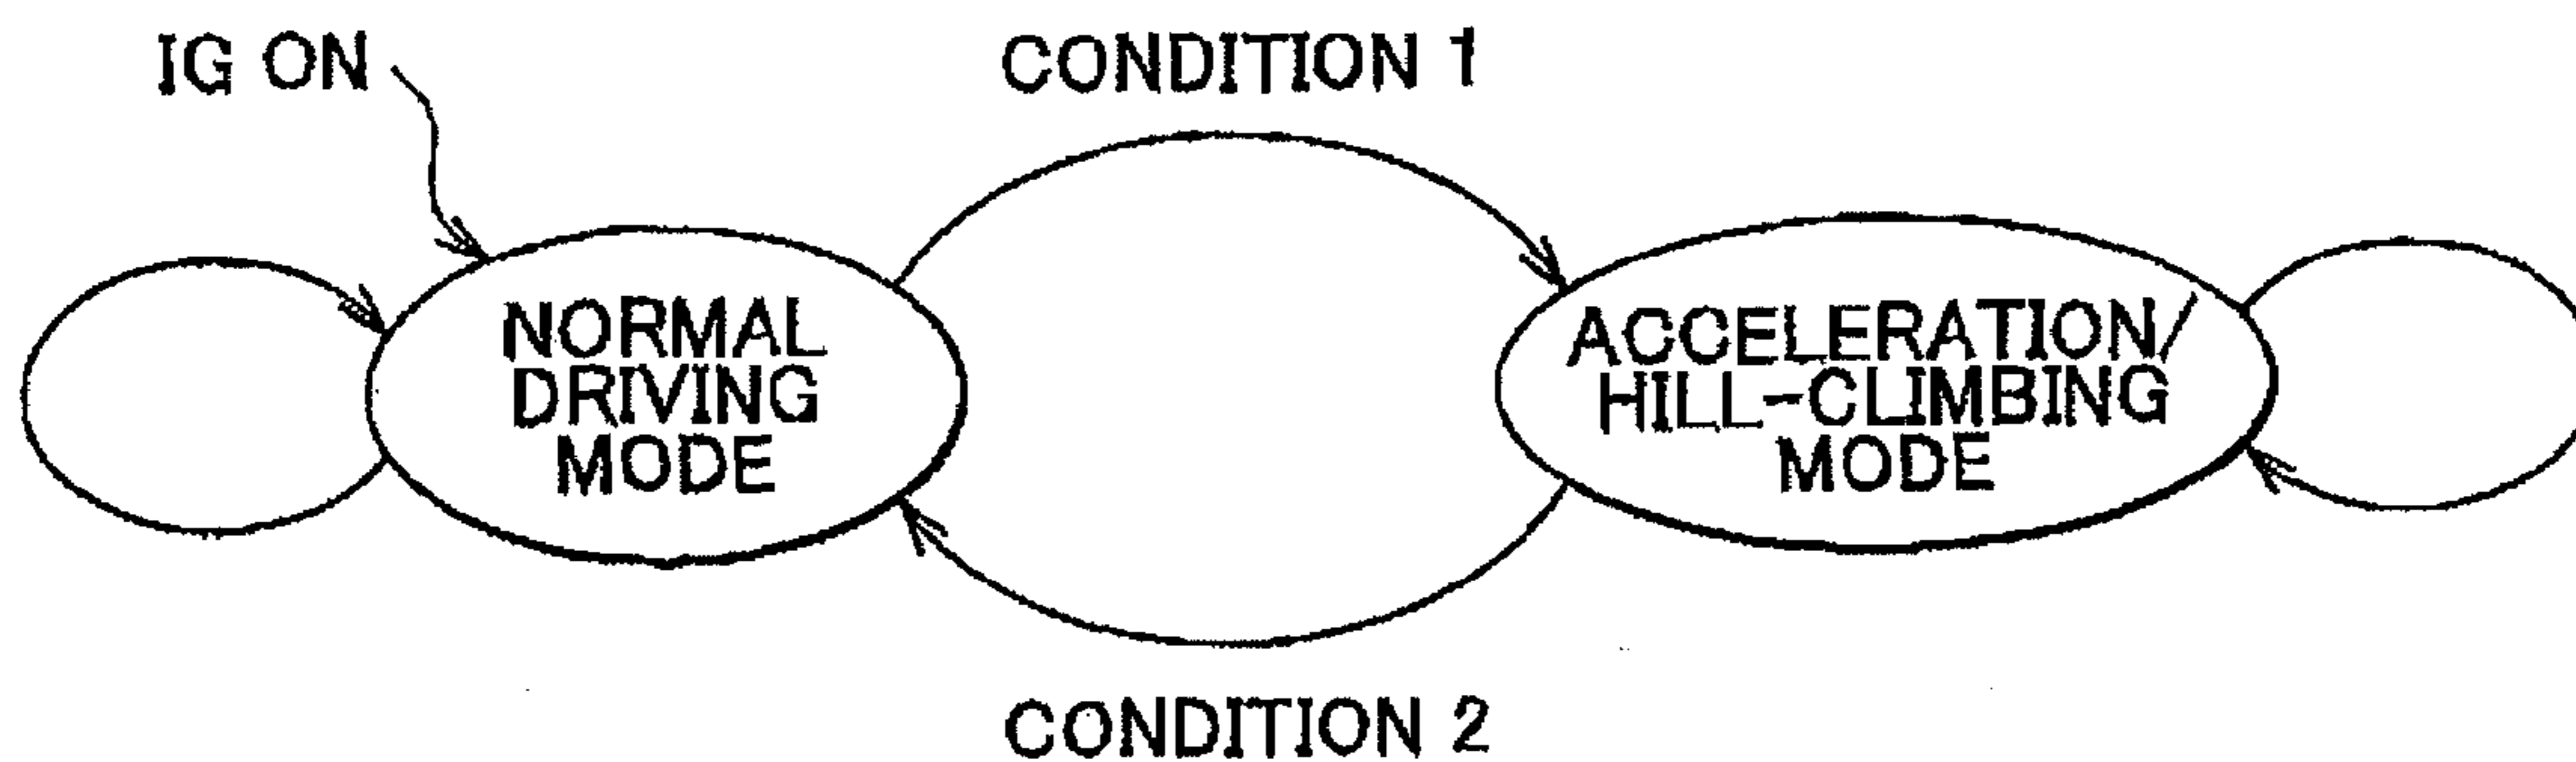 IG ON
CONDITION 1
NORMAL
DRIVING
MODE
ACCELERATION/
HILL-CLIMBING
MODE
CONDITION 2